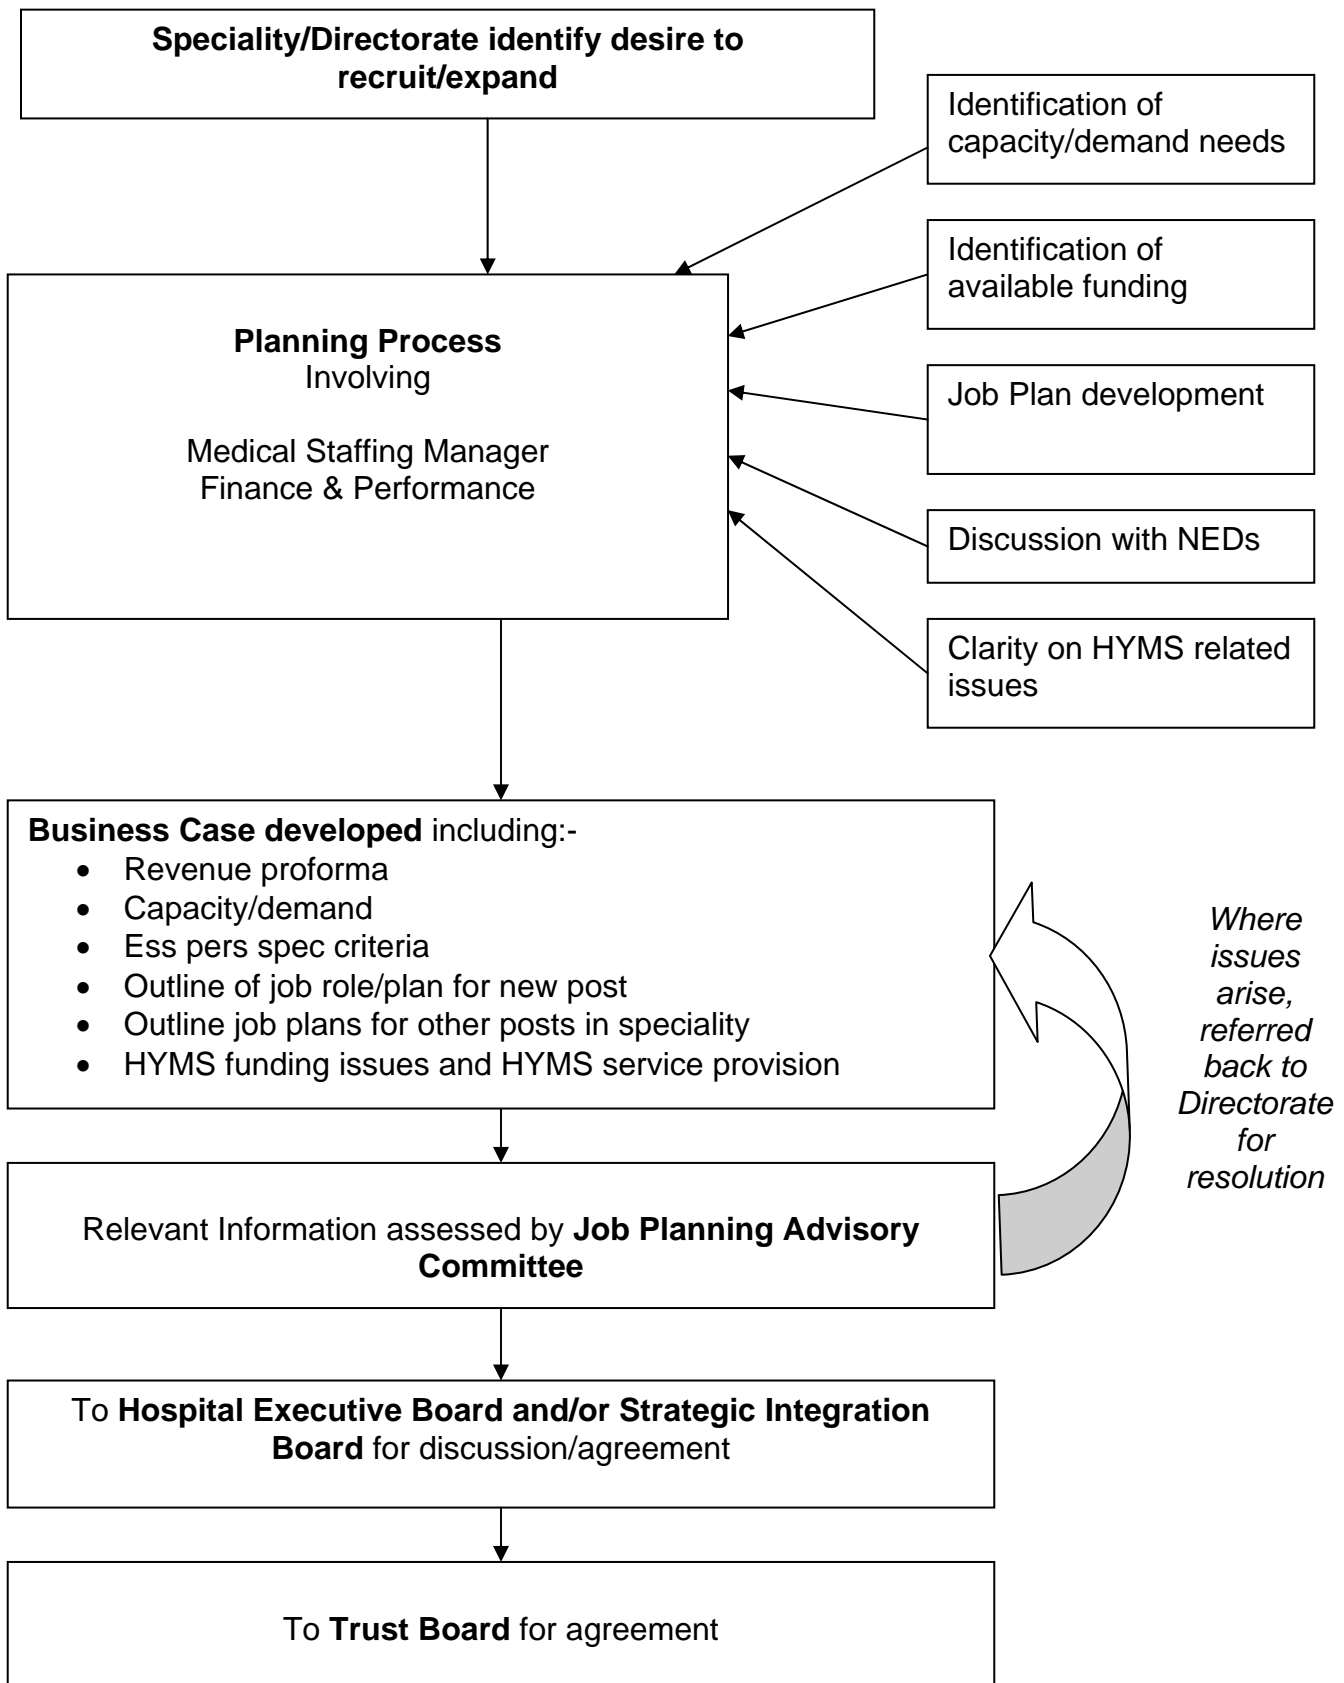 Speciality/Directorate identify desire to
recruit/expand
Identification of
capacity/demand needs
Identification of
available funding
Planning Process
Involving
Medical Staffing Manager
Finance & Performance
Job Plan development
Discussion with NEDs
Clarity on HYMS related
issues
Business Case developed including:-
• Revenue proforma
• Capacity/demand
• Ess pers spec criteria
• Outline of job role/plan for new post
• Outline job plans for other posts in speciality
• HYMS funding issues and HYMS service provision
Where
issues
arise,
referred
back to
Directorate
for
resolution
Relevant Information assessed by Job Planning Advisory
Committee
To Hospital Executive Board and/or Strategic Integration
Board for discussion/agreement
To Trust Board for agreement